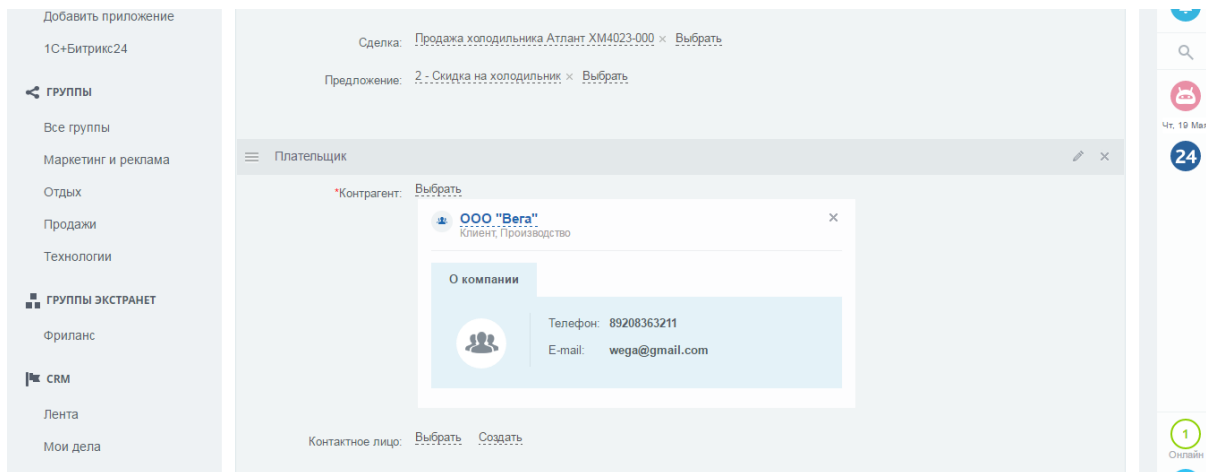 Добавить приложение
1С+Битрикс24
ГРУППЫ
Все группы
Маркетинг и реклама
Отдых
Продажи
Технологии
ГРУППЫ ЭКСТРАНЕТ
Фриланс
CRM
Лента
Мои дела
Сделка: Продажа холодильника Атлант ХМ4023-000 × Выбрать
Предложение: 2 - Скидка на холодильник × Выбрать
Плательщик
*Контрагент: Выбрать
ООО "Вега"
Клиент, Производство
О компании
Телефон: 89208363211
E-mail: wega@gmail.com
Контактное лицо: Выбрать Создать
Чт, 19 Мая
24
1
Онлайн